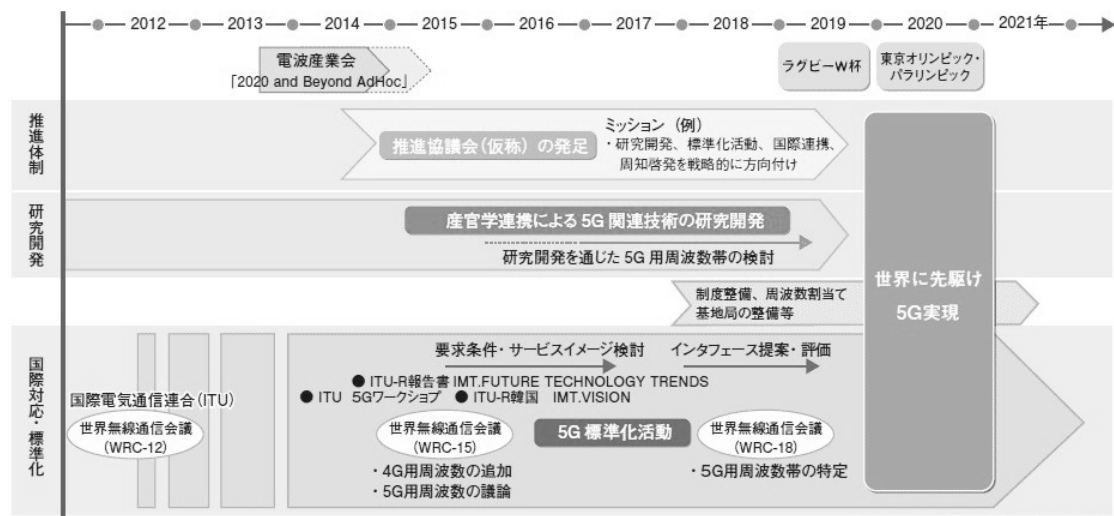 2012 2013 2014 2015 2016 2017 2018 2019 2020 2021年
電波産業会
「2020 and Beyond AdHoc」
ラグビーW杯
東京オリンピック・
パラリンピック
推進体制
推進協議会(仮称)の発足
ミッション(例)
・研究開発、標準化活動、国際連携、
周知啓発を戦略的に方向付け
研究開発
産官学連携による5G関連技術の研究開発
研究開発を通じた5G用周波数帯の検討
制度整備、周波数割当て
基地局の整備等
世界に先駆け
5G実現
国際対応・標準化
要求条件・サービスイメージ検討
インタフェース提案・評価
●ITU-R報告書 IMT.FUTURE TECHNOLOGY TRENDS
●ITU 5Gワークショプ ●ITU-R韓国 IMT.VISION
国際電気通信連合(ITU)
世界無線通信会議
(WRC-12)
世界無線通信会議
(WRC-15)
・4G用周波数の追加
・5G用周波数の議論
5G標準化活動
世界無線通信会議
(WRC-18)
・5G用周波数帯の特定